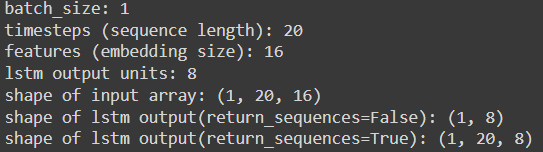 batch_size: 1
timesteps (sequence length): 20
features (embedding size): 16
lstm output units: 8
shape of input array: (1, 20, 16)
shape of lstm output(return_sequences=False): (1, 8)
shape of lstm output(return_sequences=True): (1, 20, 8)